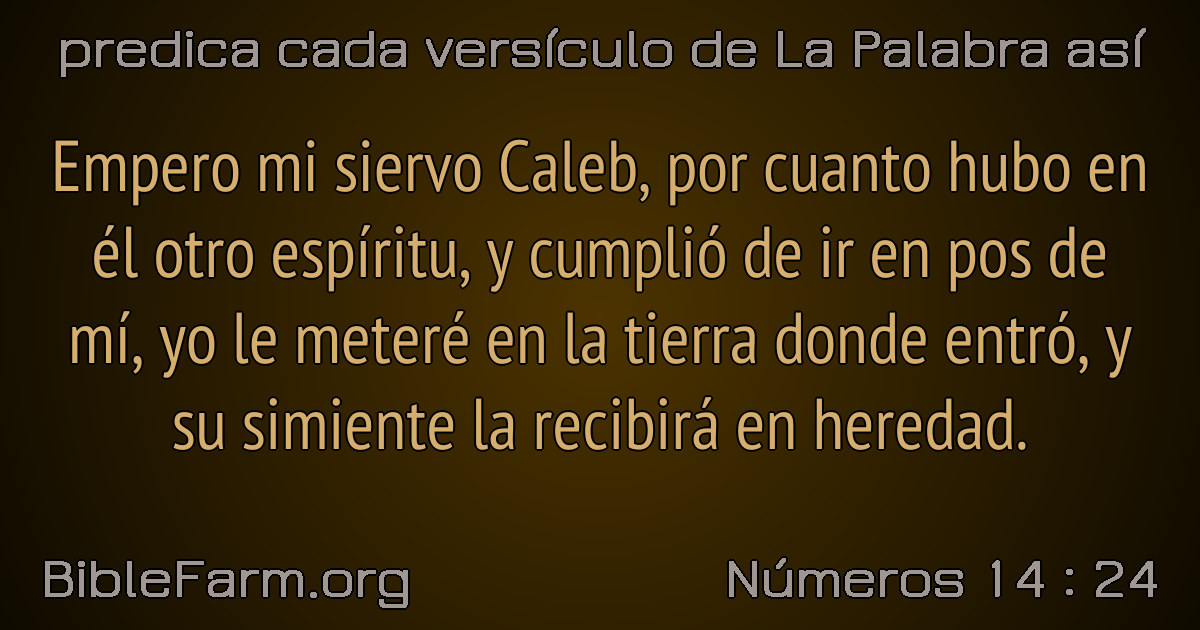 predica cada versículo de La Palabra así
Empero mi siervo Caleb, por cuanto hubo en
él otro espíritu, y cumplió de ir en pos de
mí, yo le meteré en la tierra donde entró, y
su simiente la recibirá en heredad.
BibleFarm.org
Números 14 : 24